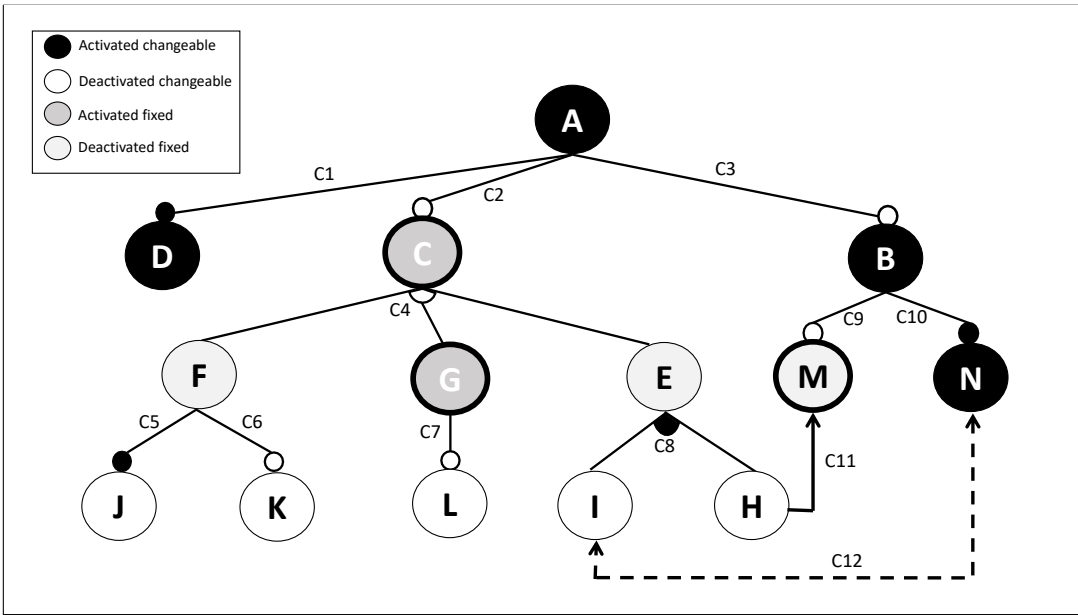 Activated changeable
Deactivated changeable
Activated fixed
Deactivated fixed
A
C1
C2
C3
D
C
B
C4
C9
C10
F
G
E
M
N
C5
C6
C7
C8
C11
J
K
L
I
H
C12